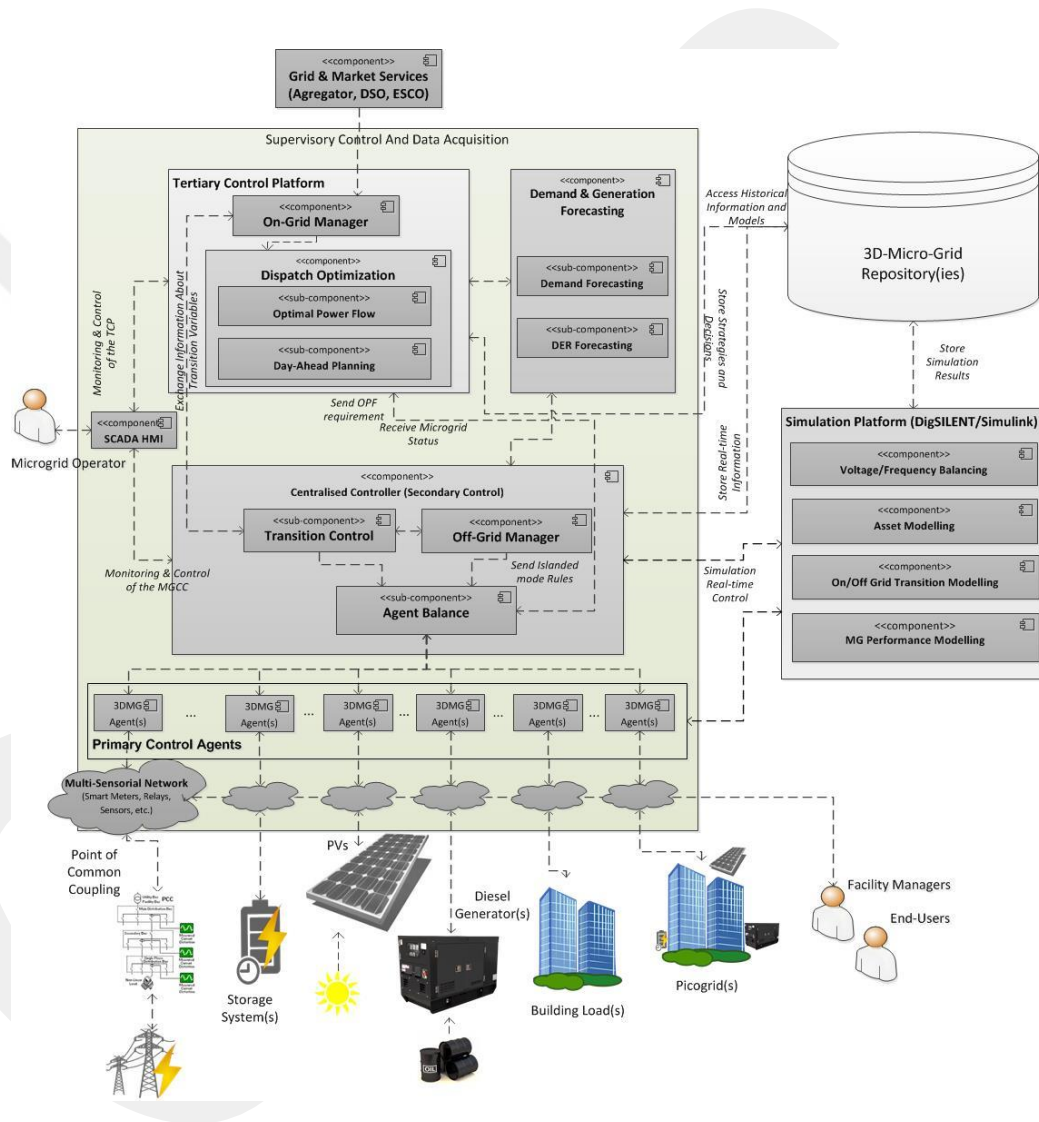 <<component>>
Grid & Market Services
(Agregator, DSO, ESCO)
Supervisory Control And Data Acquisition
Tertiary Control Platform
<<component>>
On-Grid Manager
<<component>>
Dispatch Optimization
<<sub-component>>
Optimal Power Flow
<<sub-component>>
Day-Ahead Planning
<<component>>
Demand & Generation
Forecasting
<<sub-component>>
Demand Forecasting
<<sub-component>>
DER Forecasting
Access Historical
Information and
Models
3D-Micro-Grid
Repository(ies)
Monitoring & Control
of the TCP
Exchange Information About
Transition Variables
Store Strategies and
Decisions
Store
Simulation
Results
Send OPF
requirement
Receive Microgrid
Status
<<component>>
SCADA HMI
Microgrid Operator
Store Real-time
Information
Simulation Platform (DigSILENT/Simulink)
<<component>>
Voltage/Frequency Balancing
<<component>>
Asset Modelling
<<component>>
On/Off Grid Transition Modelling
<<component>>
MG Performance Modelling
<<component>>
Centralised Controller (Secondary Control)
<<sub-component>>
Transition Control
<<component>>
Off-Grid Manager
Send Islanded
mode Rules
Monitoring & Control
of the MGCC
<<sub-component>>
Agent Balance
Simulation
Real-time
Control
3DMG
Agent(s)
...
3DMG
Agent(s)
...
3DMG
Agent(s)
...
3DMG
Agent(s)
...
3DMG
Agent(s)
...
3DMG
Agent(s)
Primary Control Agents
Multi-Sensorial Network
(Smart Meters, Relays,
Sensors, etc.)
Point of
Common
Coupling
PCC
PVs
Diesel
Generator(s)
Storage
System(s)
OIL
Building Load(s)
Picogrid(s)
Facility Managers
End-Users